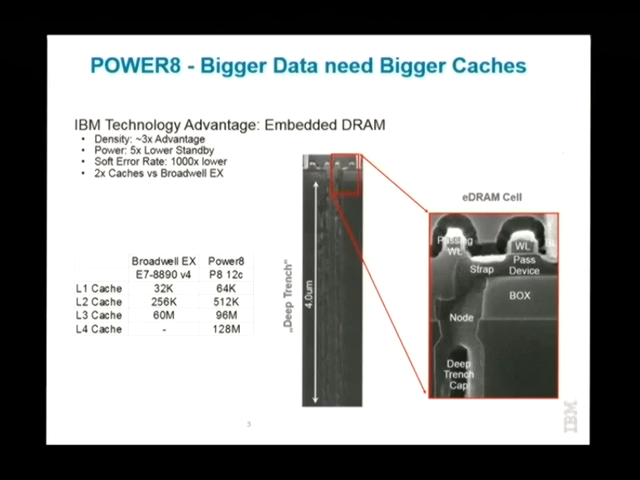 POWER8 - Bigger Data need Bigger Caches
IBM Technology Advantage: Embedded DRAM
• Density: ~3x Advantage
• Power: 5x Lower Standby
• Soft Error Rate: 1000x lower
• 2x Caches vs Broadwell EX
Broadwell EX Power8
E7-8890 v4 P8 12c
L1 Cache 32K 64K
L2 Cache 256K 512K
L3 Cache 60M 96M
L4 Cache - 128M
„Deep Trench“
4.0um
eDRAM Cell
Passing
WL
WL
BL
Strap
Pass
Device
BOX
Node
Deep
Trench
Cap
3
IBM